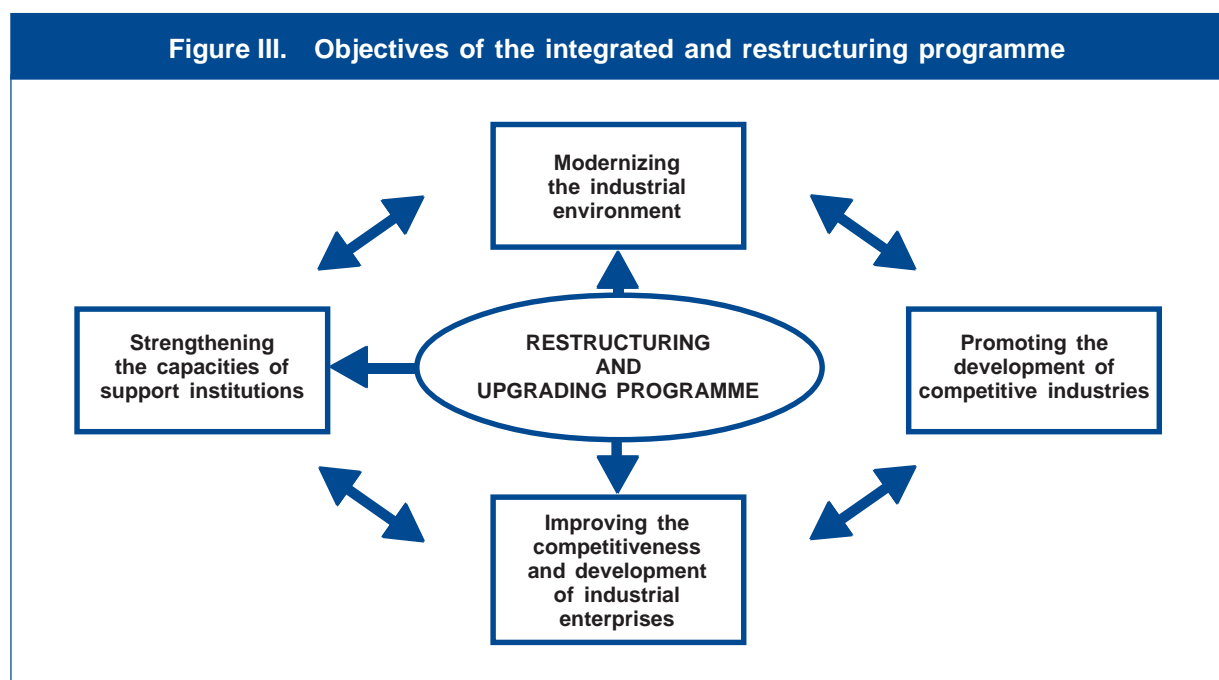 Figure III. Objectives of the integrated and restructuring programme
Modernizing
the industrial
environment
Strengthening
the capacities of
support institutions
RESTRUCTURING
AND
UPGRADING PROGRAMME
Promoting the
development of
competitive industries
Improving the
competitiveness
and development
of industrial
enterprises